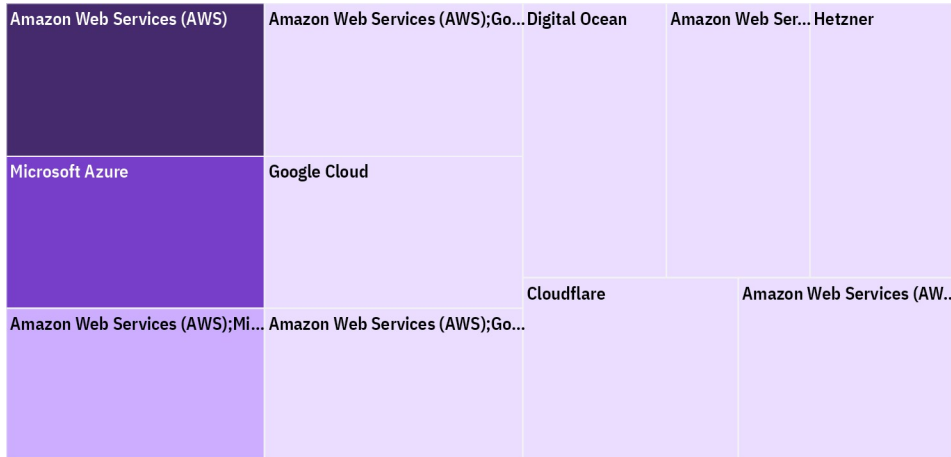 Amazon Web Services (AWS)
Amazon Web Services (AWS);Go...
Digital Ocean
Amazon Web Ser...
Hetzner
Microsoft Azure
Google Cloud
Cloudflare
Amazon Web Services (AW...
Amazon Web Services (AWS);Mi...
Amazon Web Services (AWS);Go...